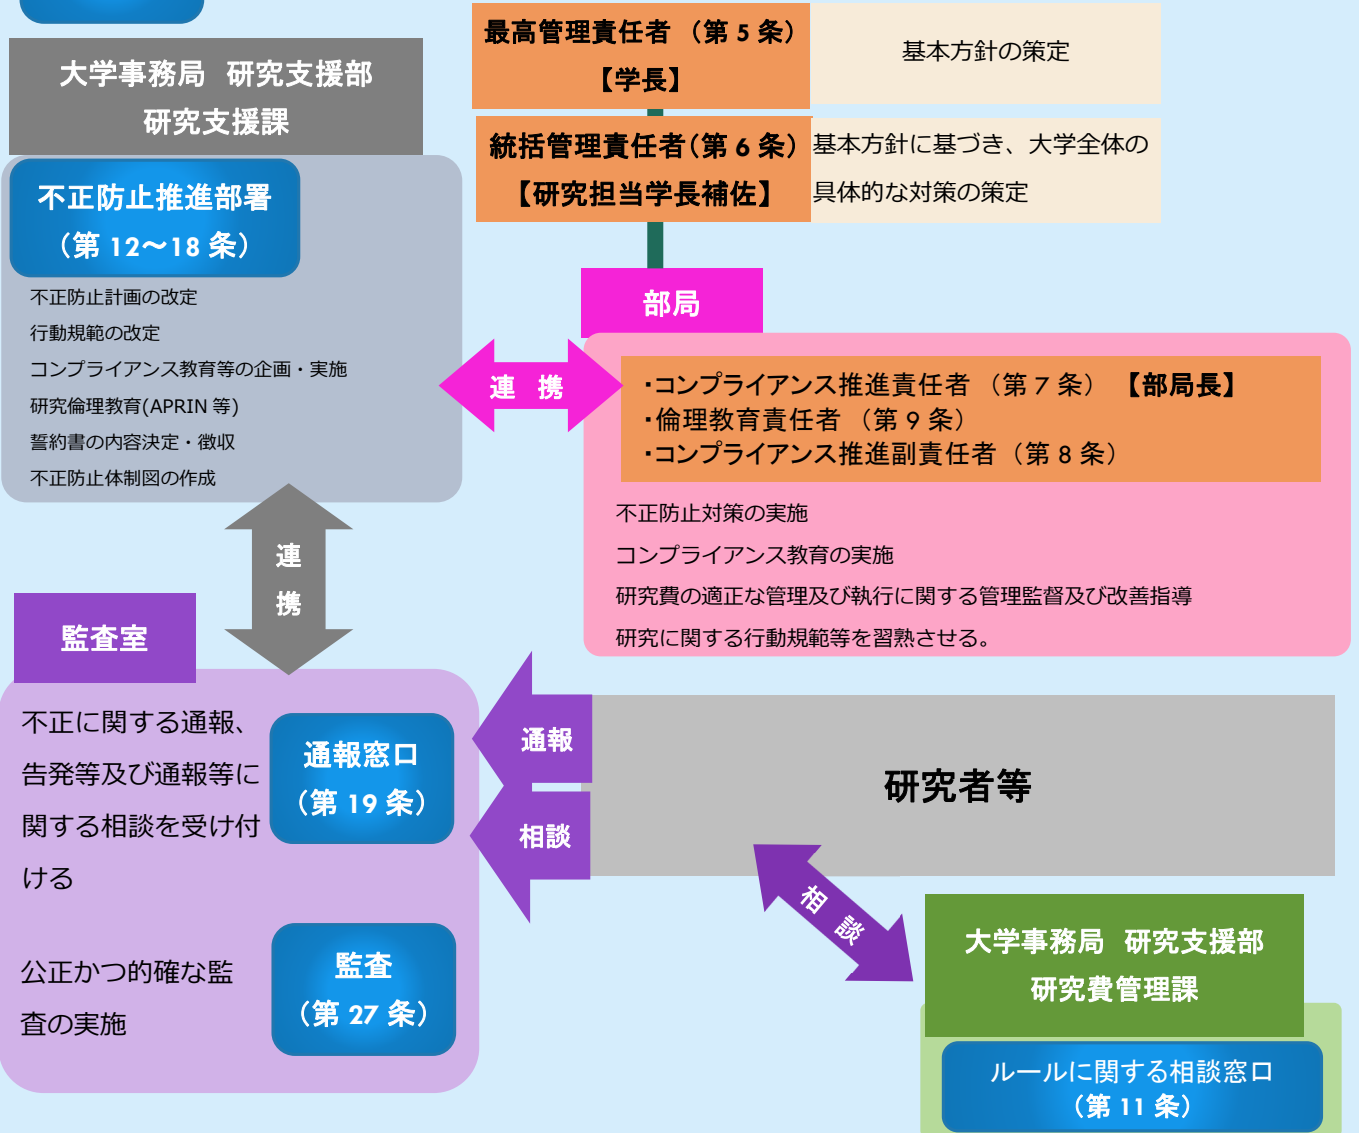 最高管理責任者（第5条）
【学長】
基本方針の策定
統括管理責任者（第6条）
【研究担当学長補佐】
基本方針に基づき、大学全体の
具体的な対策の策定
大学事務局　研究支援部
研究支援課
不正防止推進部署
（第12～18条）
不正防止計画の改定
行動規範の改定
コンプライアンス教育等の企画・実施
研究倫理教育(APRIN 等)
誓約書の内容決定・徴収
不正防止体制図の作成
連　携
部局
・コンプライアンス推進責任者（第7条）【部局長】
・倫理教育責任者（第9条）
・コンプライアンス推進副責任者（第8条）
不正防止対策の実施
コンプライアンス教育の実施
研究費の適正な管理及び執行に関する管理監督及び改善指導
研究に関する行動規範等を習熟させる。
連
携
監査室
不正に関する通報、
告発等及び通報等に
関する相談を受け付
ける
通報窓口
（第19条）
公正かつ的確な監
査の実施
監査
（第27条）
通報
相談
研究者等
相談
大学事務局　研究支援部
研究費管理課
ルールに関する相談窓口
（第11条）